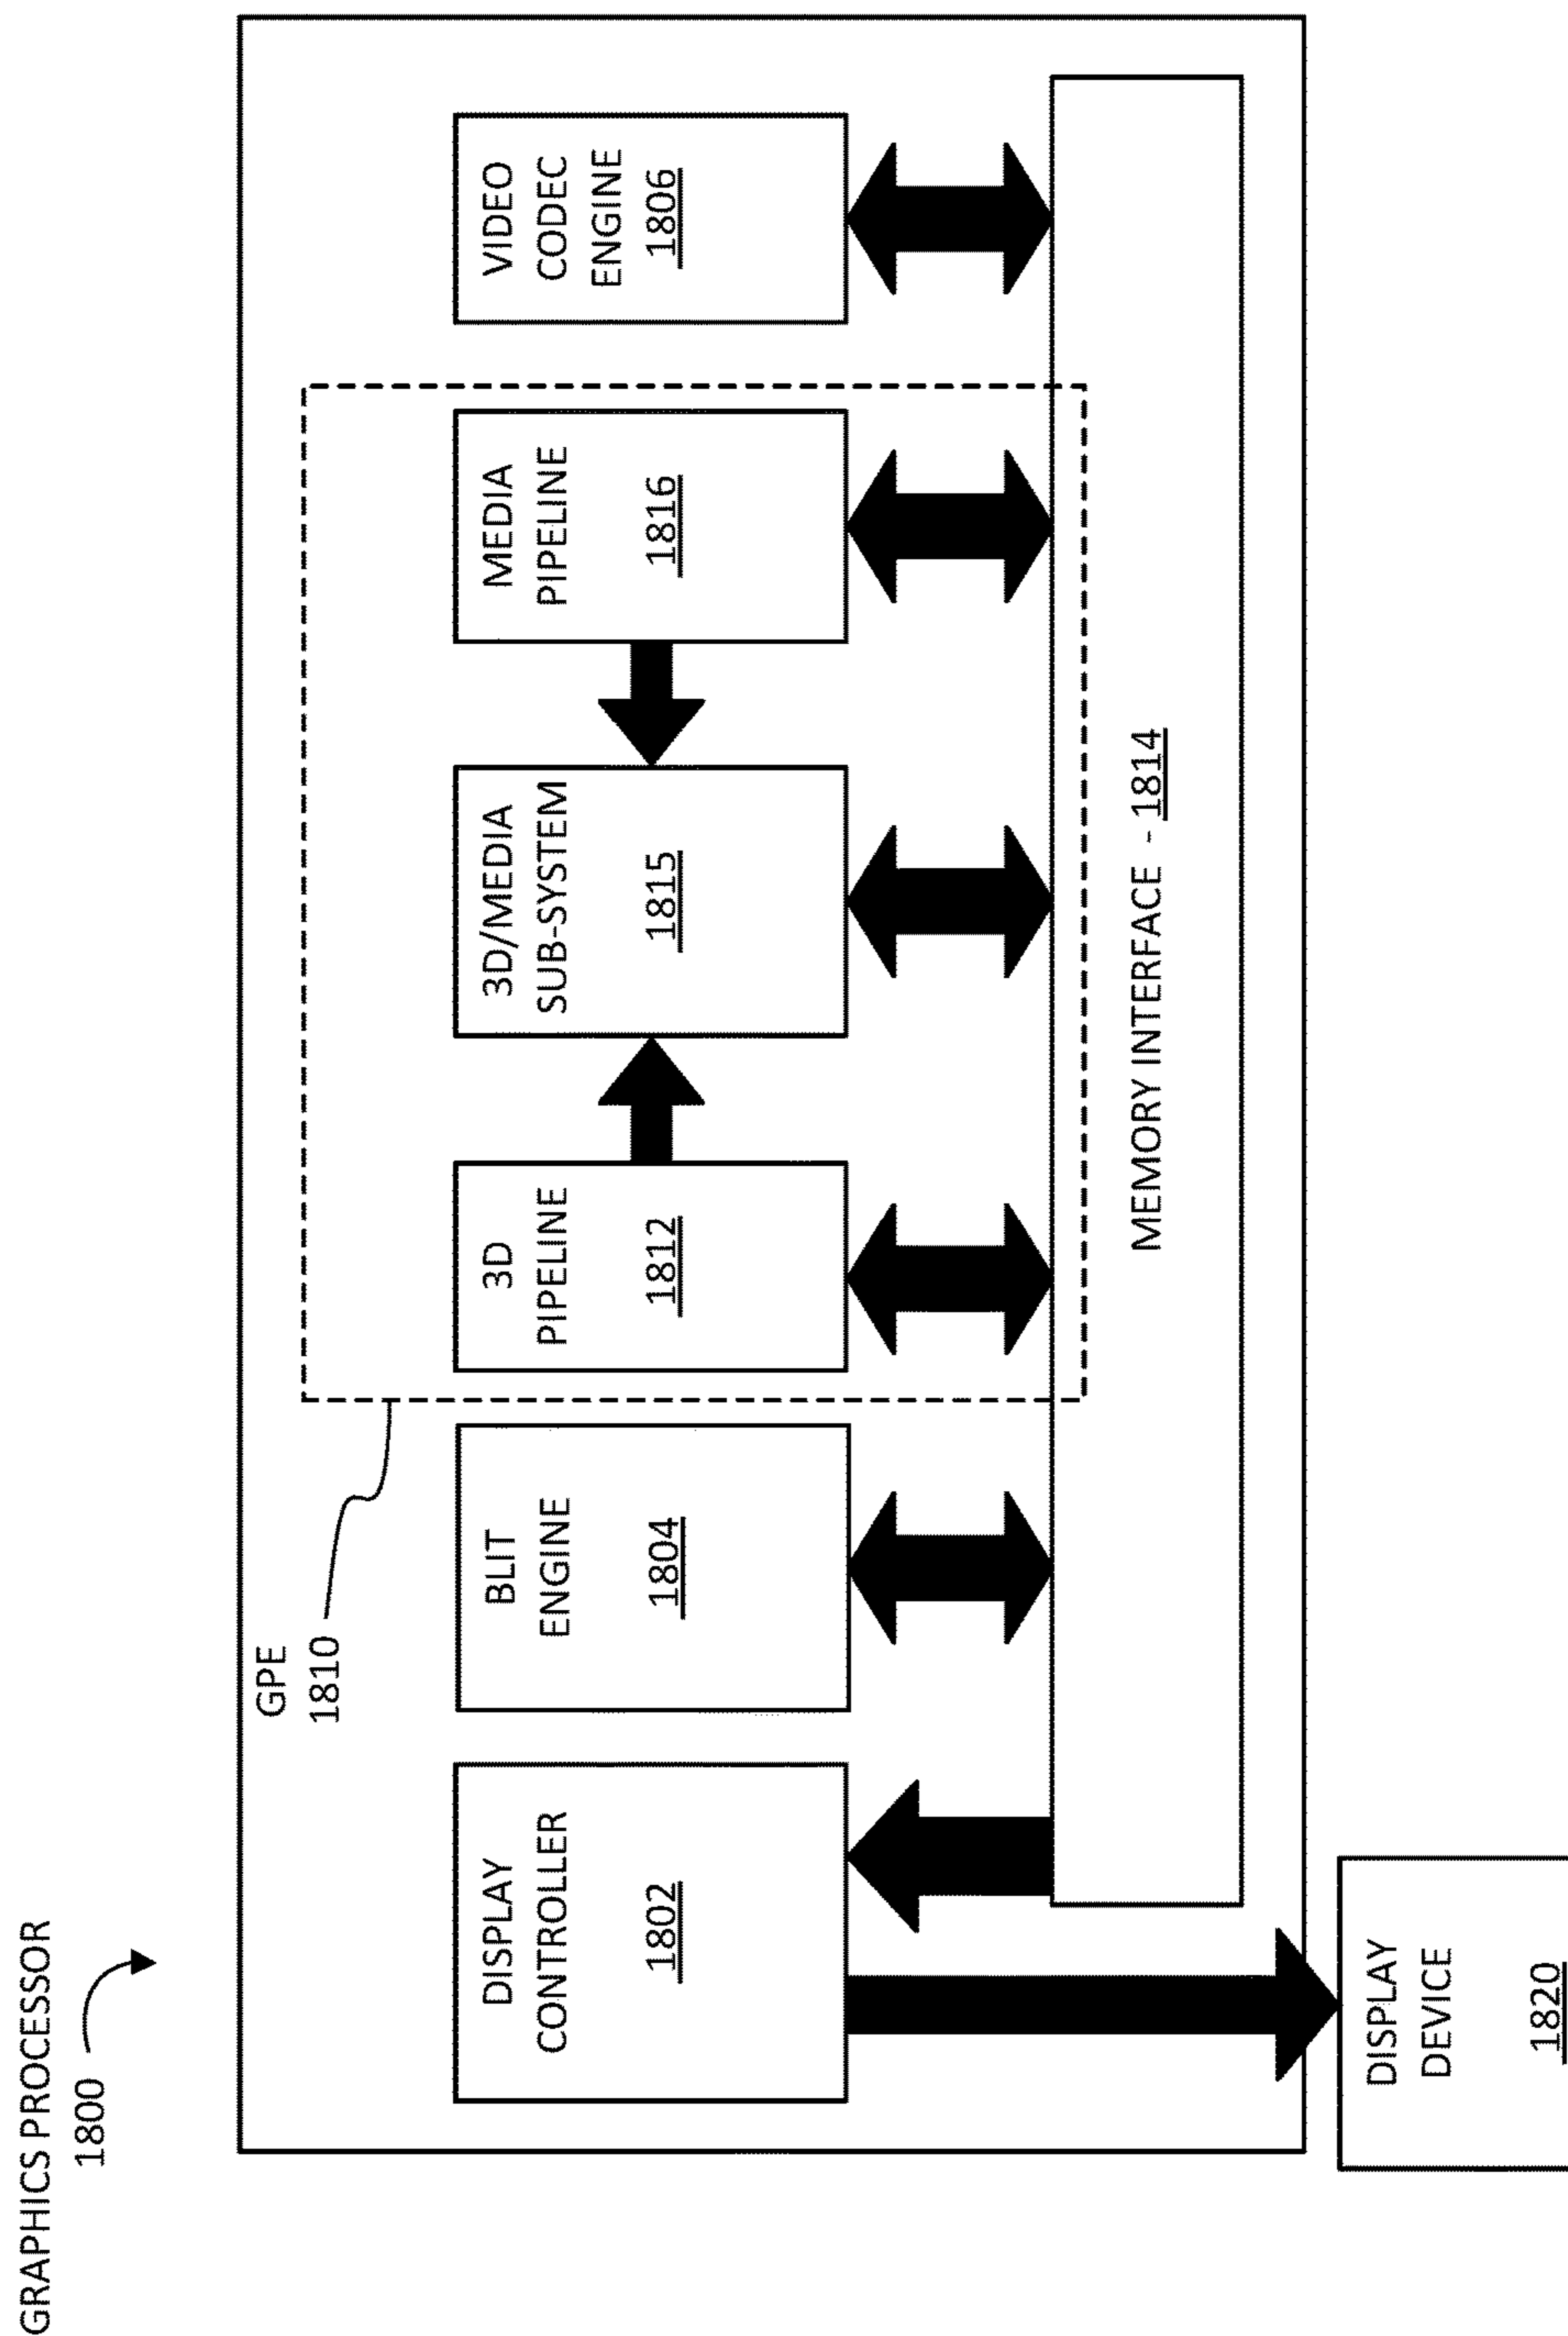 GRAPHICS PROCESSOR
1800
GPE
1810
DISPLAY
CONTROLLER
1802
BLIT
ENGINE
1804
3D
PIPELINE
1812
3D/MEDIA
SUB-SYSTEM
1815
MEDIA
PIPELINE
1816
VIDEO
CODEC
ENGINE
1806
MEMORY INTERFACE - 1814
DISPLAY
DEVICE
1820